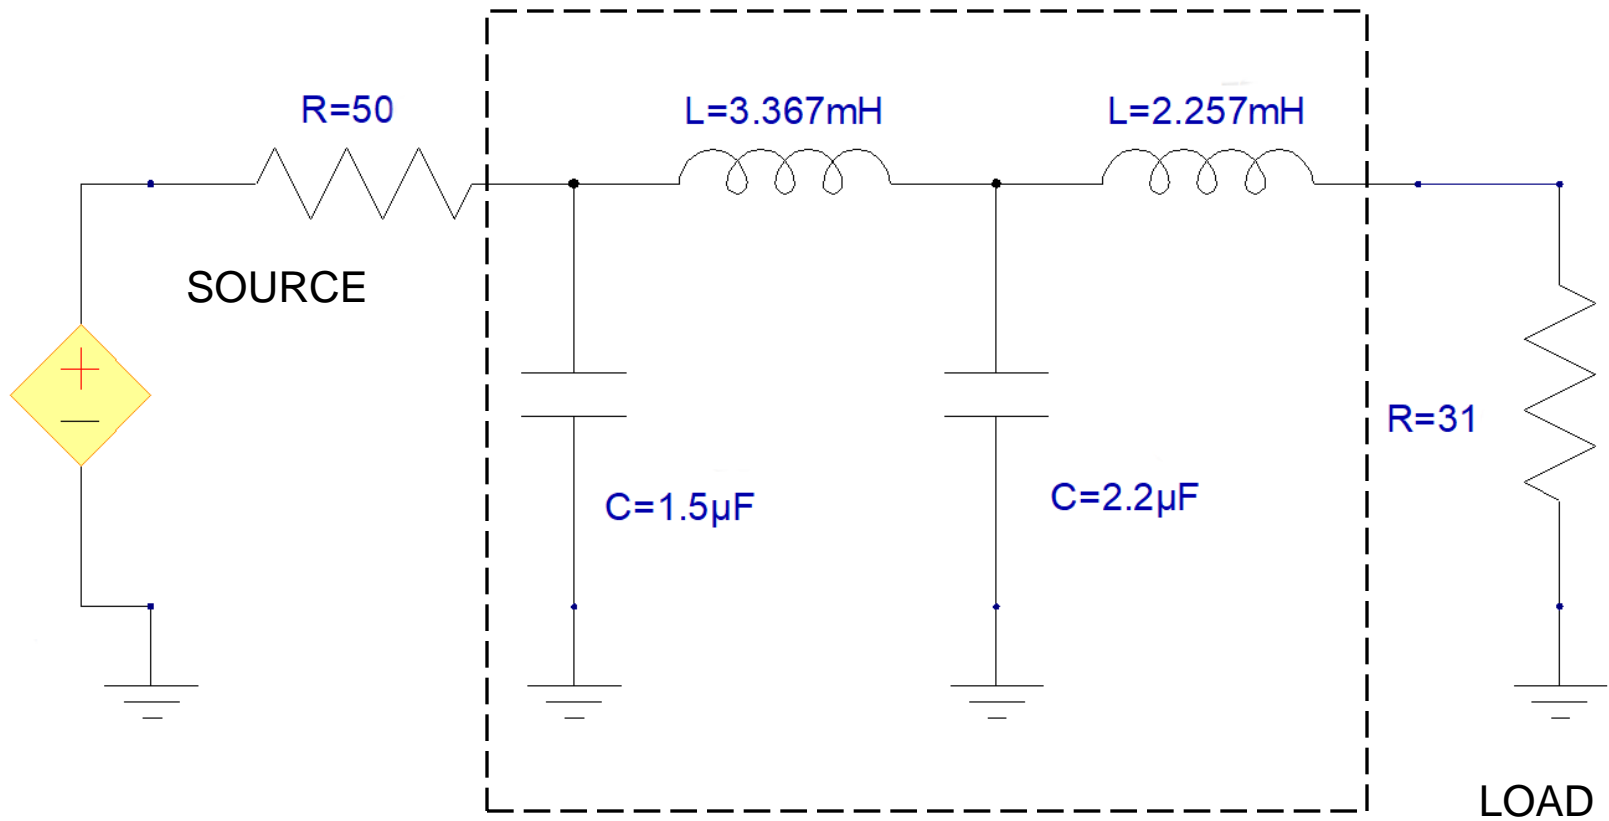 R=50
L=3.367mH
L=2.257mH
SOURCE
R=31
C=1.5µF
C=2.2µF
LOAD